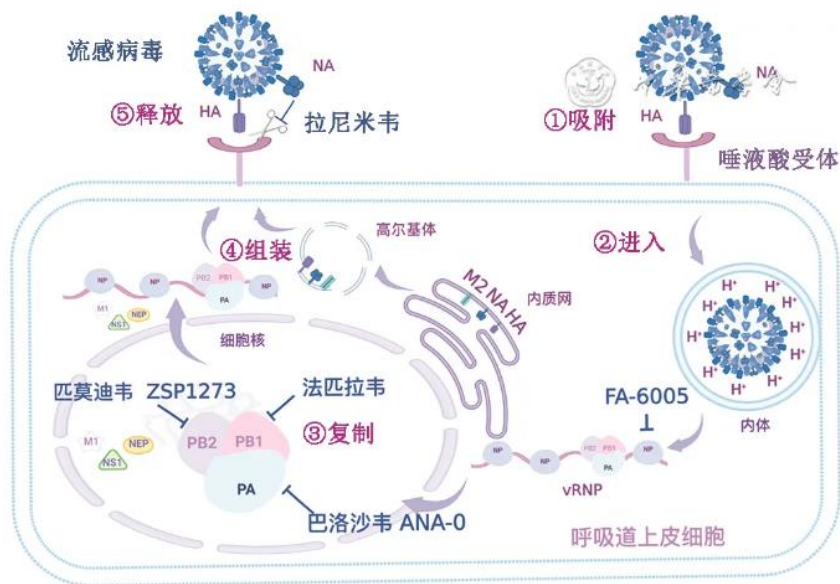 流感病毒
NA
HA
⑤释放
拉尼米韦
NA
①吸附
唾液酸受体
②进入
④组装
高尔基体
NP
NP
PB2
PB1
PA
NP
M1
NS1
NEP
细胞核
M2 NA HA
内质网
H⁺
H⁺
H⁺
H⁺
H⁺
H⁺
H⁺
H⁺
H⁺
内体
FA-6005
匹莫迪韦 ZSP1273
法匹拉韦
③复制
M1
NS1
NEP
PB2
PB1
PA
NP
NP
PB2
PB1
PA
NP
vRNP
巴洛沙韦 ANA-0
呼吸道上皮细胞